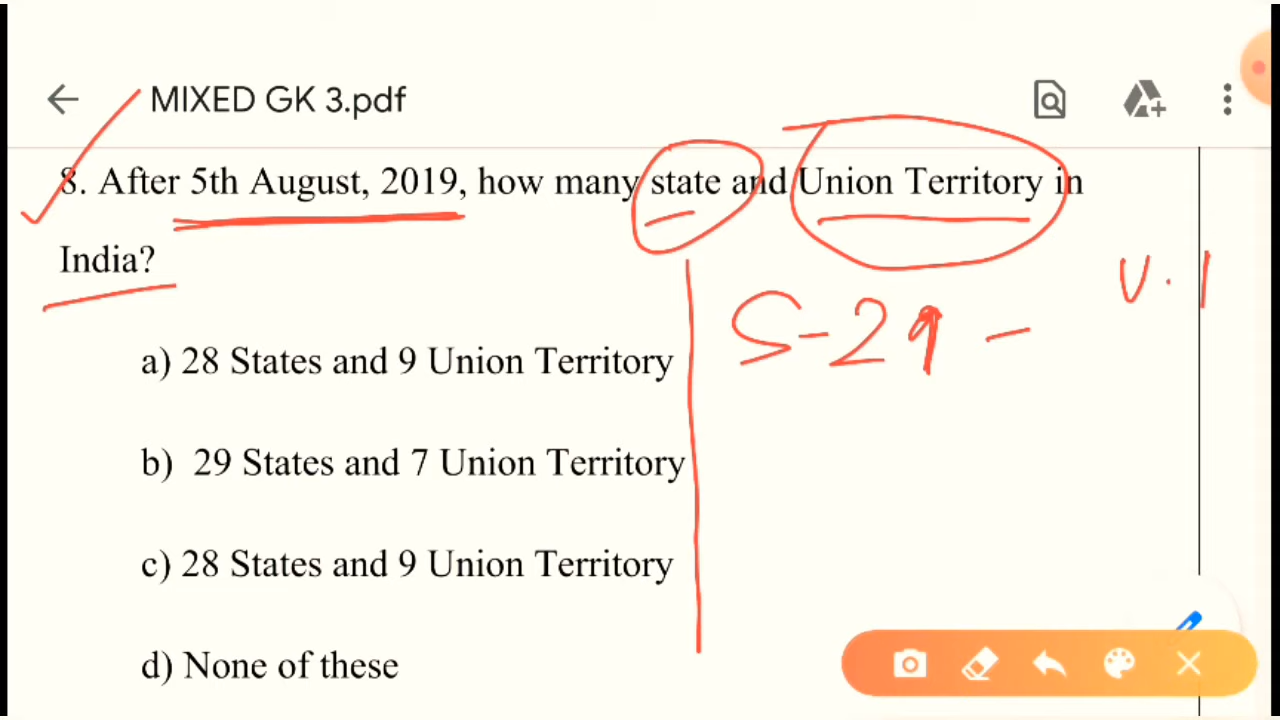 MIXED GK 3.pdf
8. After 5th August, 2019, how many state and Union Territory in
India?
U.
S-29 -
a) 28 States and 9 Union Territory
b) 29 States and 7 Union Territory
c) 28 States and 9 Union Territory
d) None of these